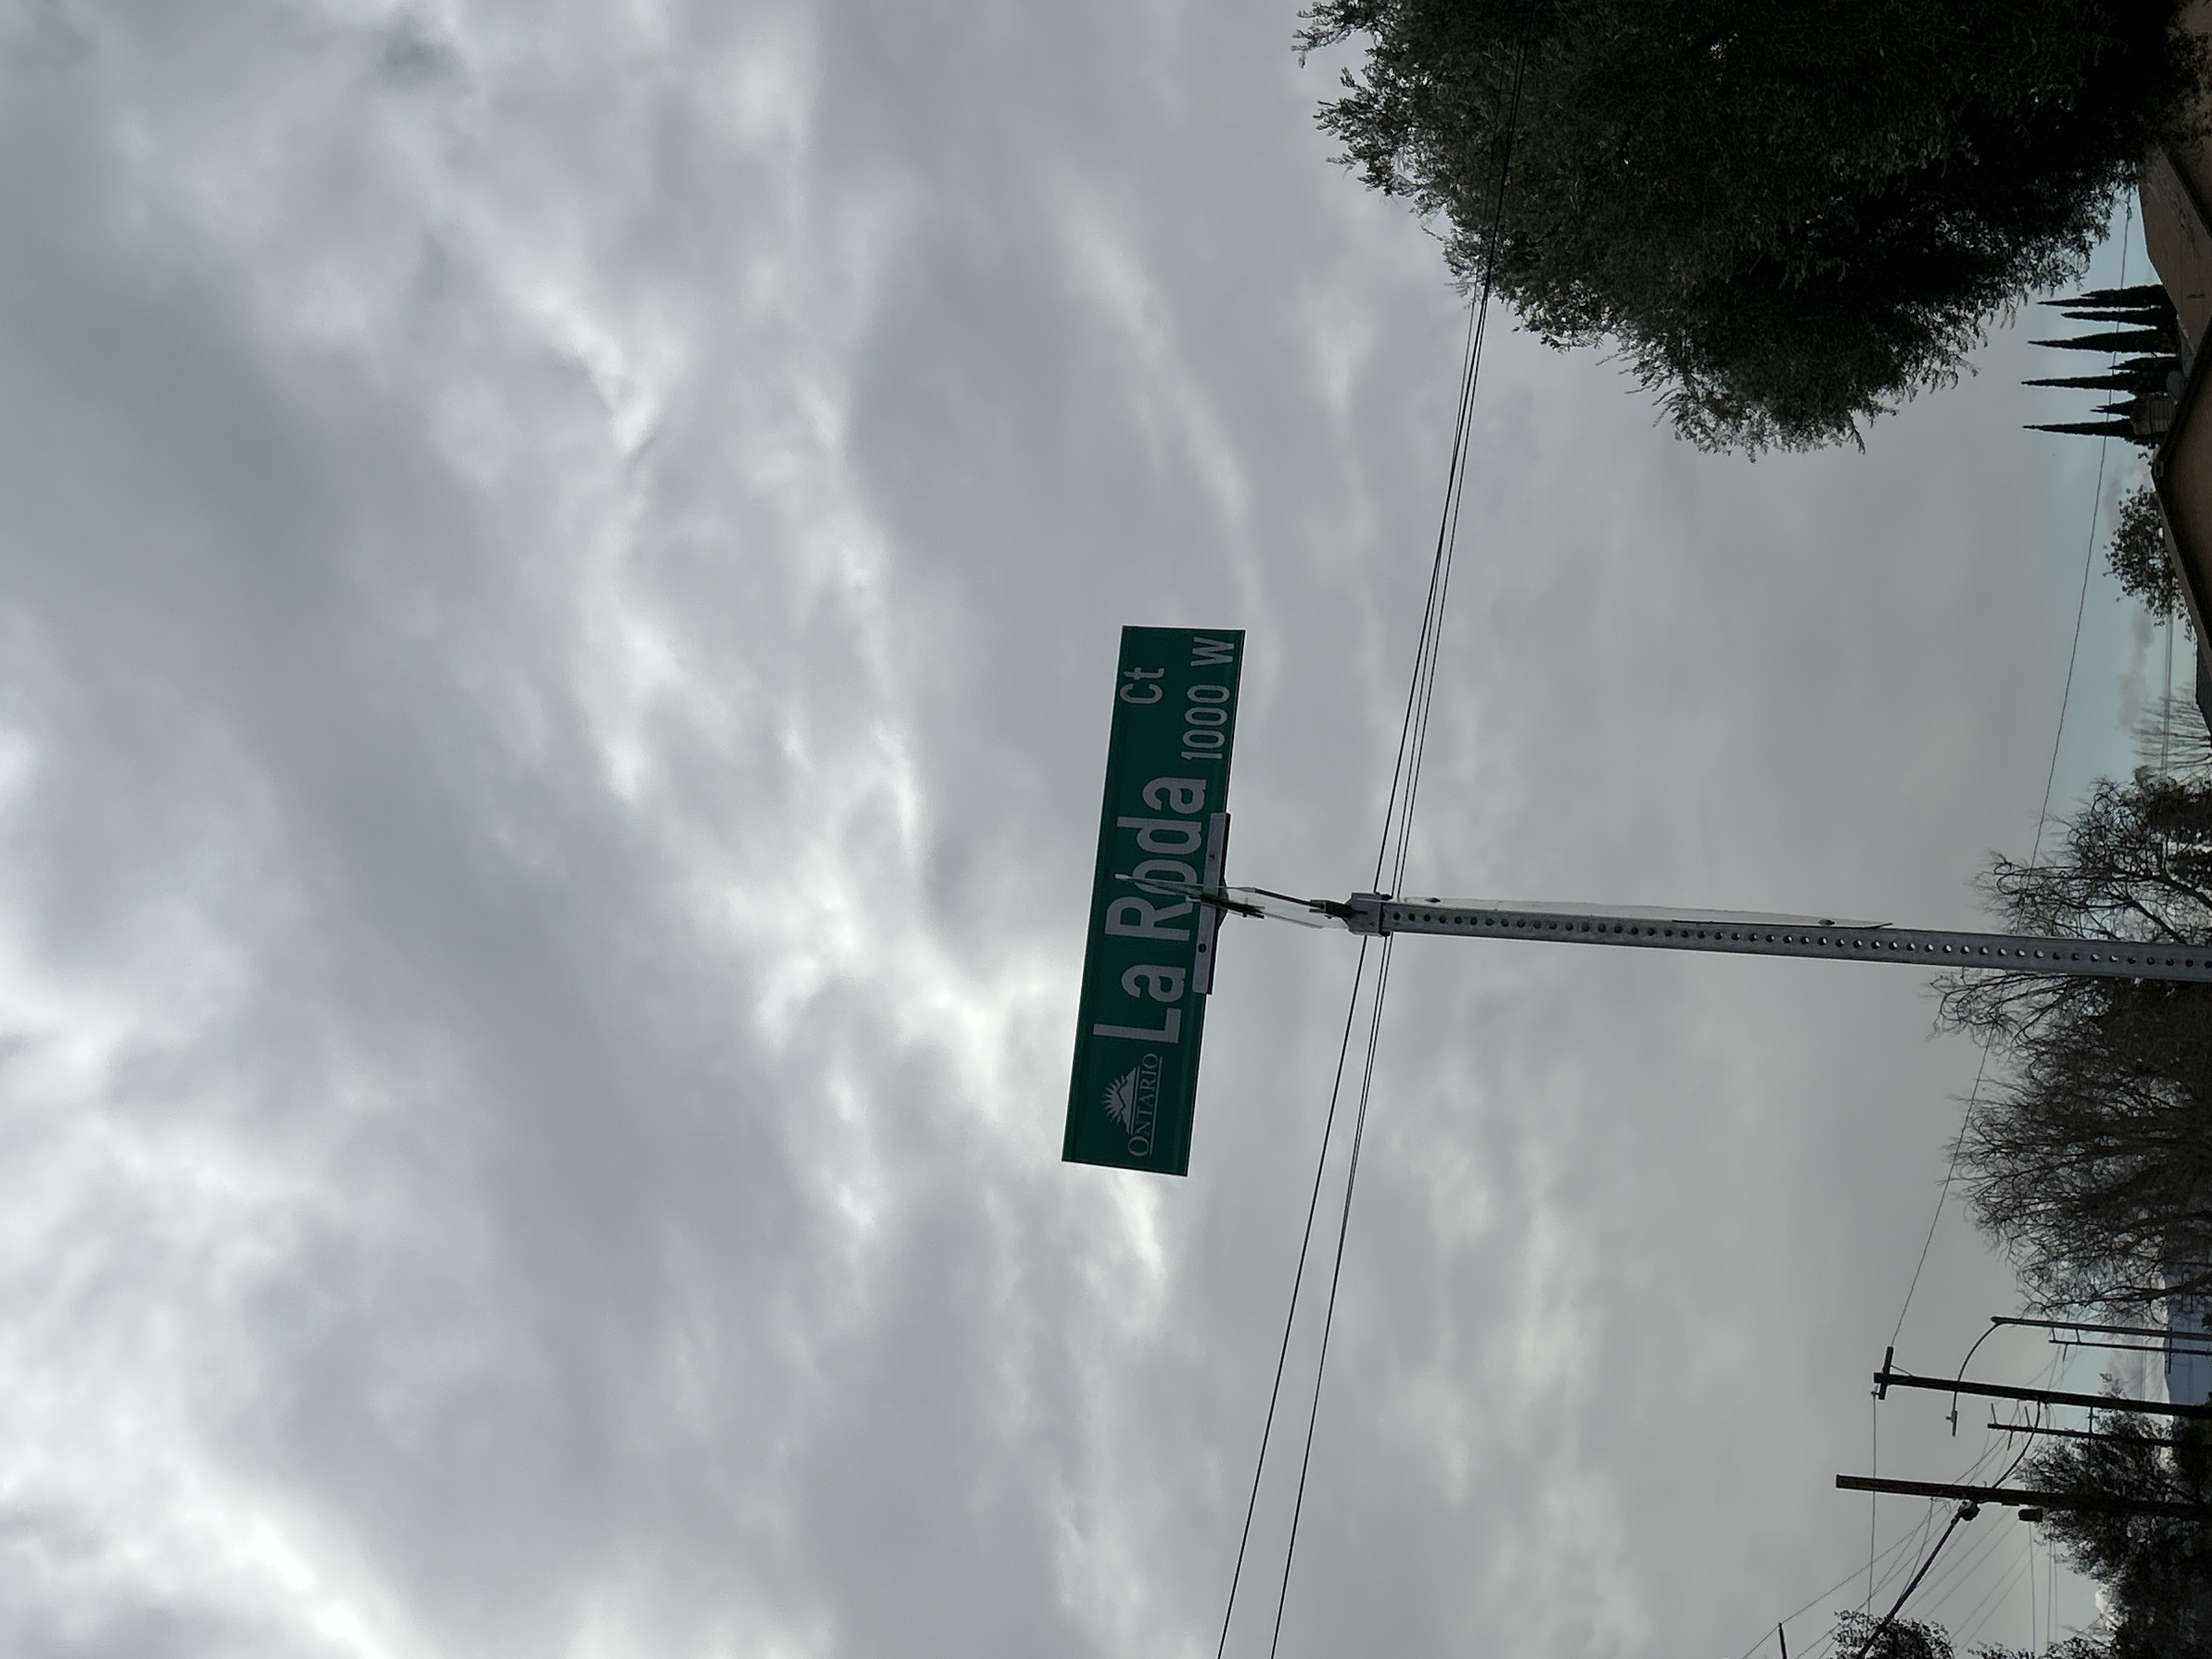 ONTARIO
La Roda
Ct
1000 W